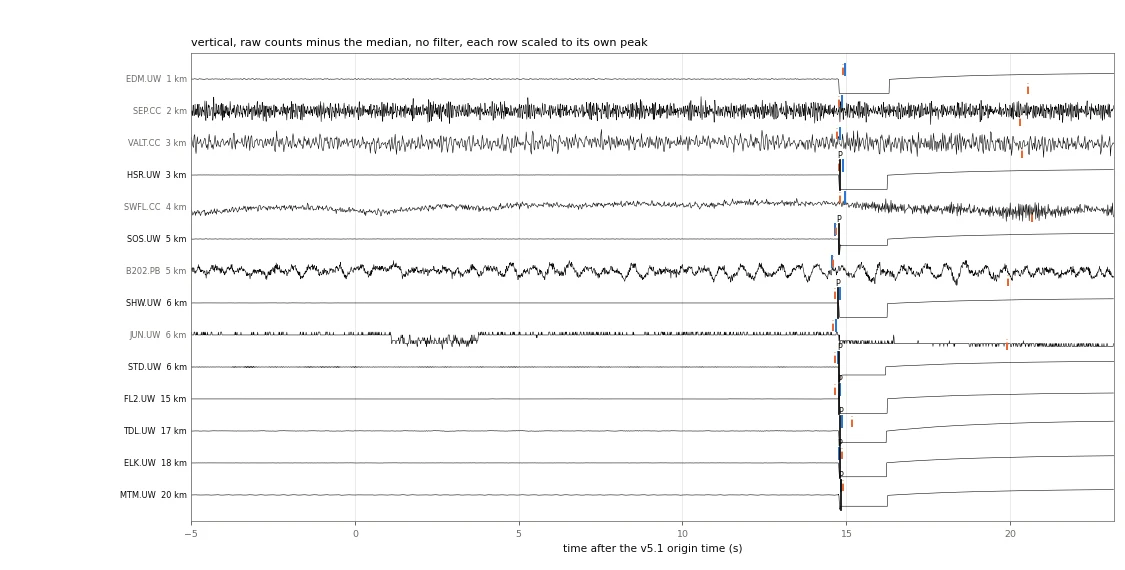 vertical, raw counts minus the median, no filter, each row scaled to its own peak
EDM.UW 1 km
SEP.CC 2 km
VALT.CC 3 km
P
HSR.UW 3 km
SWFL.CC 4 km
P
SOS.UW 5 km
B202.PB 5 km
P
SHW.UW 6 km
JUN.UW 6 km
P
STD.UW 6 km
P
FL2.UW 15 km
P
TDL.UW 17 km
P
ELK.UW 18 km
P
MTM.UW 20 km
−5 0 5 10 15 20
time after the v5.1 origin time (s)